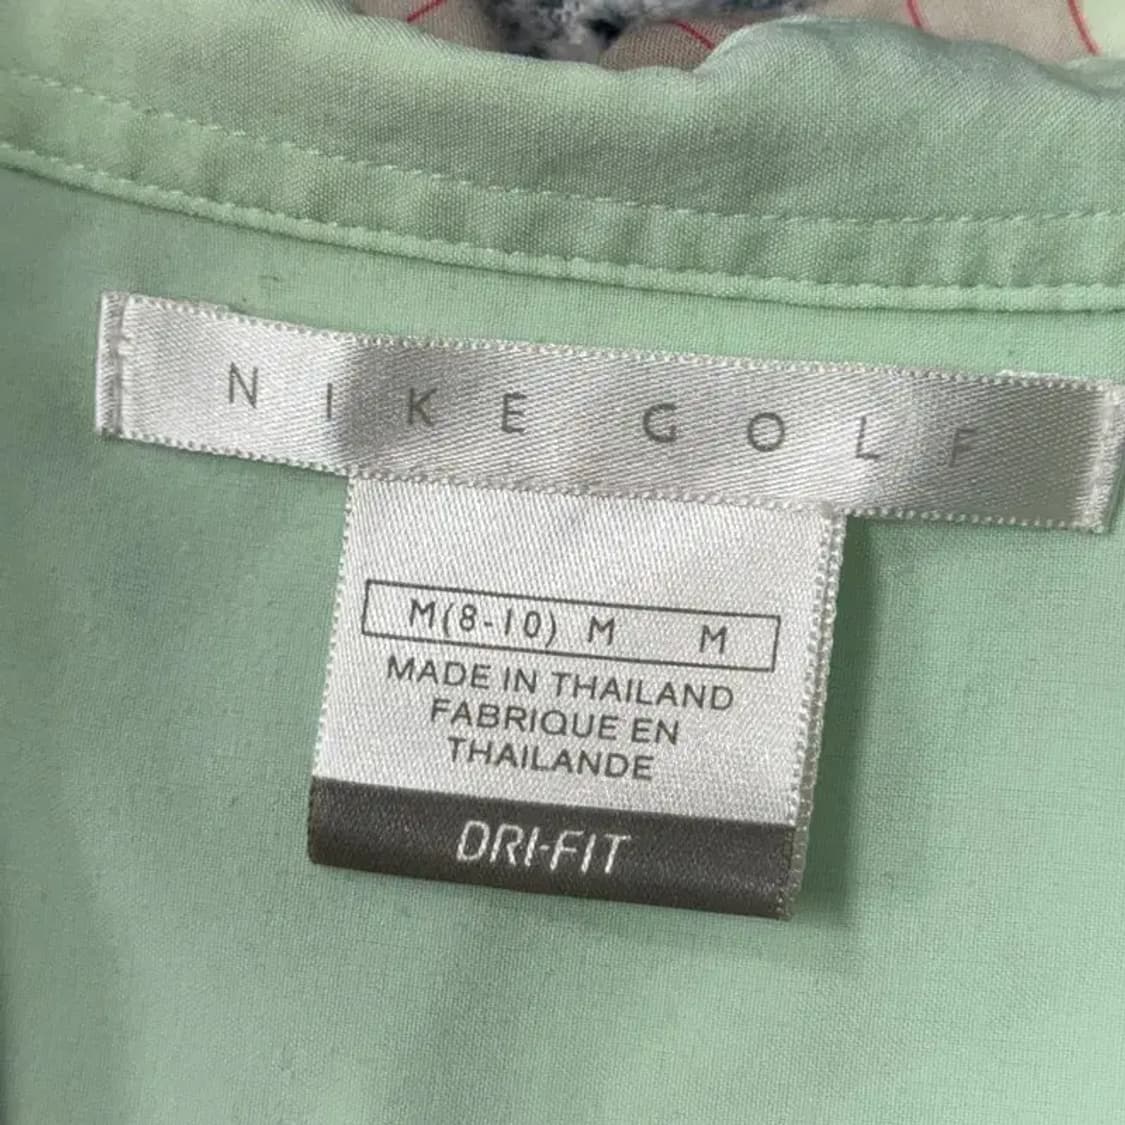 NIKE GOLF
M(8-10) M M
MADE IN THAILAND
FABRIQUE EN
THAILANDE
DRI-FIT